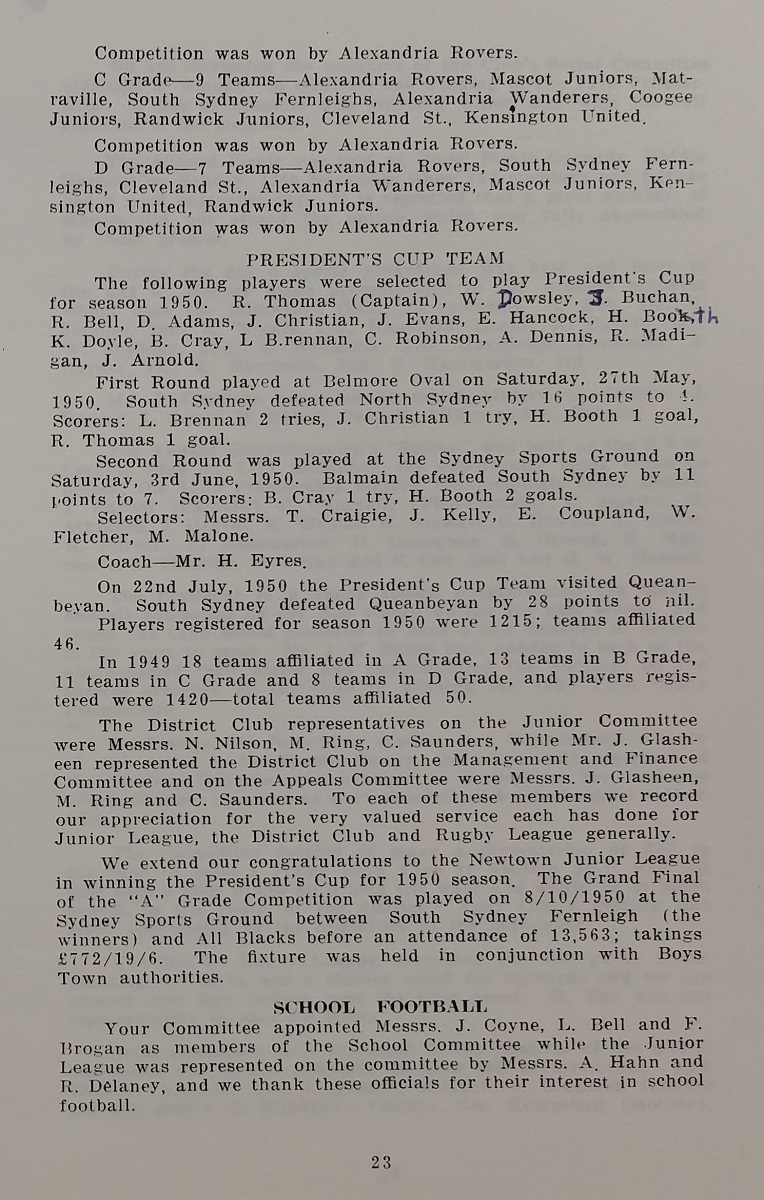 Competition was won by Alexandria Rovers.
C Grade—9 Teams—Alexandria Rovers, Mascot Juniors, Mat-
raville, South Sydney Fernleighs, Alexandria Wanderers, Coogee
Juniors, Randwick Juniors, Cleveland St., Kensington United.
Competition was won by Alexandria Rovers.
D Grade—7 Teams—Alexandria Rovers, South Sydney Fern-
leighs, Cleveland St., Alexandria Wanderers, Mascot Juniors, Ken-
sington United, Randwick Juniors.
Competition was won by Alexandria Rovers.
PRESIDENT'S CUP TEAM
The following players were selected to play President's Cup
for season 1950. R. Thomas (Captain), W. Dowsley, J. Buchan,
R. Bell, D. Adams, J. Christian, J. Evans, E. Hancock, H. Booth
K. Doyle, B. Cray, L B.rennan, C. Robinson, A. Dennis, R. Madi-
gan, J. Arnold.
First Round played at Belmore Oval on Saturday, 27th May,
1950. South Sydney defeated North Sydney by 16 points to 4.
Scorers: L. Brennan 2 tries, J. Christian 1 try, H. Booth 1 goal,
R. Thomas 1 goal.
Second Round was played at the Sydney Sports Ground on
Saturday, 3rd June, 1950. Balmain defeated South Sydney by 11
points to 7. Scorers: B. Cray 1 try, H. Booth 2 goals.
Selectors: Messrs. T. Craigie, J. Kelly, E. Coupland, W.
Fletcher, M. Malone.
Coach—Mr. H. Eyres.
On 22nd July, 1950 the President's Cup Team visited Quean-
beyan. South Sydney defeated Queanbeyan by 28 points to nil.
Players registered for season 1950 were 1215; teams affiliated
46.
In 1949 18 teams affiliated in A Grade, 13 teams in B Grade,
11 teams in C Grade and 8 teams in D Grade, and players regis-
tered were 1420—total teams affiliated 50.
The District Club representatives on the Junior Committee
were Messrs. N. Nilson, M. Ring, C. Saunders, while Mr. J. Glash-
een represented the District Club on the Management and Finance
Committee and on the Appeals Committee were Messrs. J. Glasheen,
M. Ring and C. Saunders. To each of these members we record
our appreciation for the very valued service each has done for
Junior League, the District Club and Rugby League generally.
We extend our congratulations to the Newtown Junior League
in winning the President's Cup for 1950 season. The Grand Final
of the "A" Grade Competition was played on 8/10/1950 at the
Sydney Sports Ground between South Sydney Fernleigh (the
winners) and All Blacks before an attendance of 13,563; takings
£772/19/6. The fixture was held in conjunction with Boys
Town authorities.
SCHOOL FOOTBALL
Your Committee appointed Messrs. J. Coyne, L. Bell and F.
Brogan as members of the School Committee while the Junior
League was represented on the committee by Messrs. A. Hahn and
R. Delaney, and we thank these officials for their interest in school
football.
23